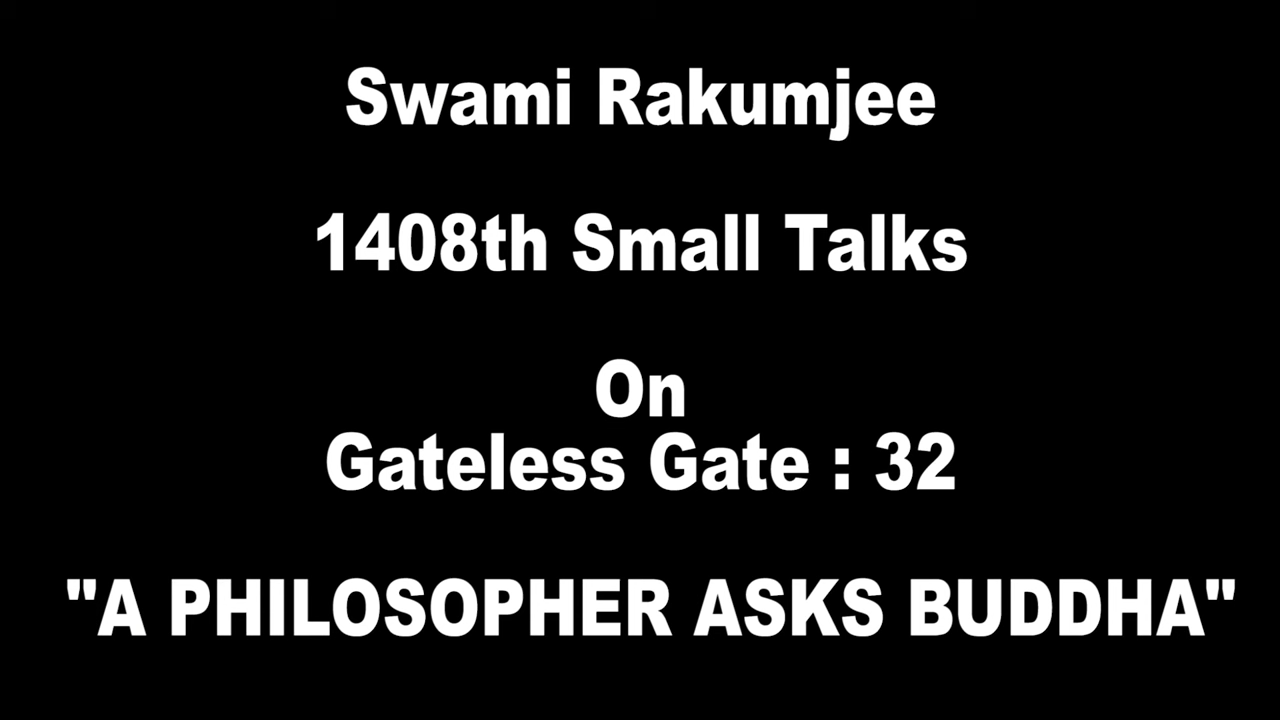 Swami Rakumjee
1408th Small Talks
On
Gateless Gate : 32
"A PHILOSOPHER ASKS BUDDHA"